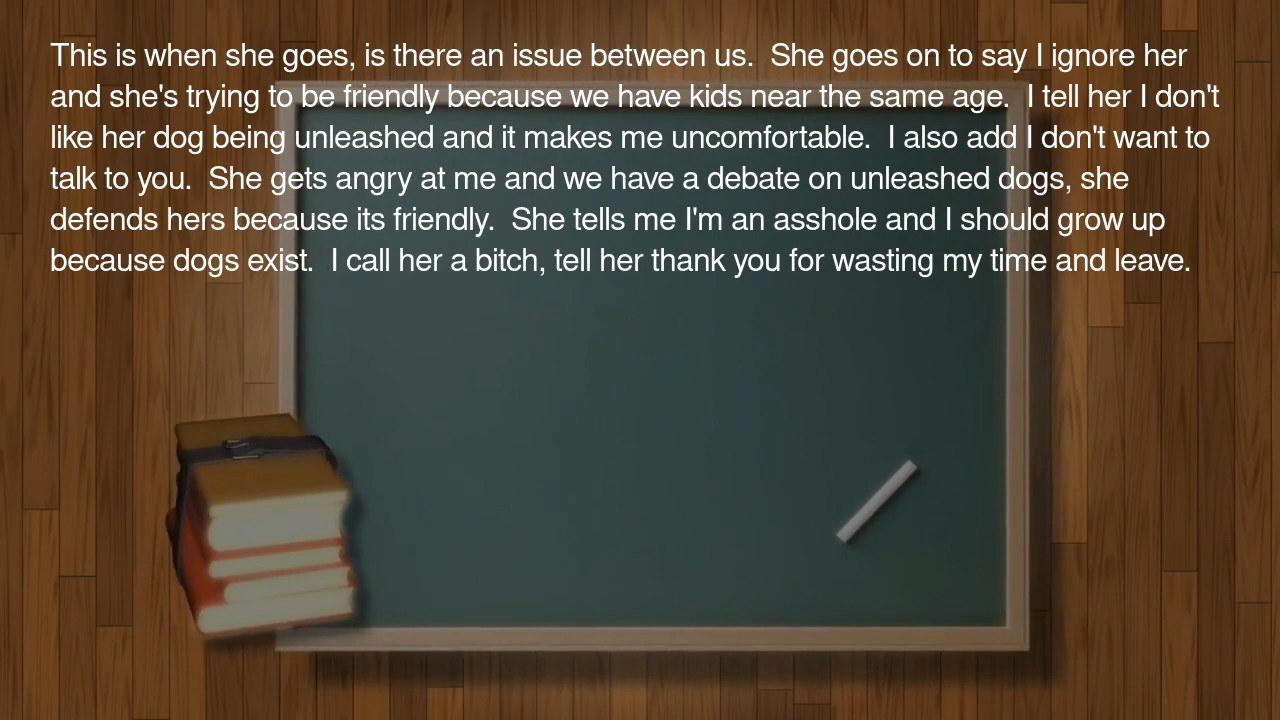 This is when she goes, is there an issue between us.  She goes on to say I ignore her
and she's trying to be friendly because we have kids near the same age.  I tell her I don't
like her dog being unleashed and it makes me uncomfortable.  I also add I don't want to
talk to you.  She gets angry at me and we have a debate on unleashed dogs, she
defends hers because its friendly.  She tells me I'm an asshole and I should grow up
because dogs exist.  I call her a bitch, tell her thank you for wasting my time and leave.